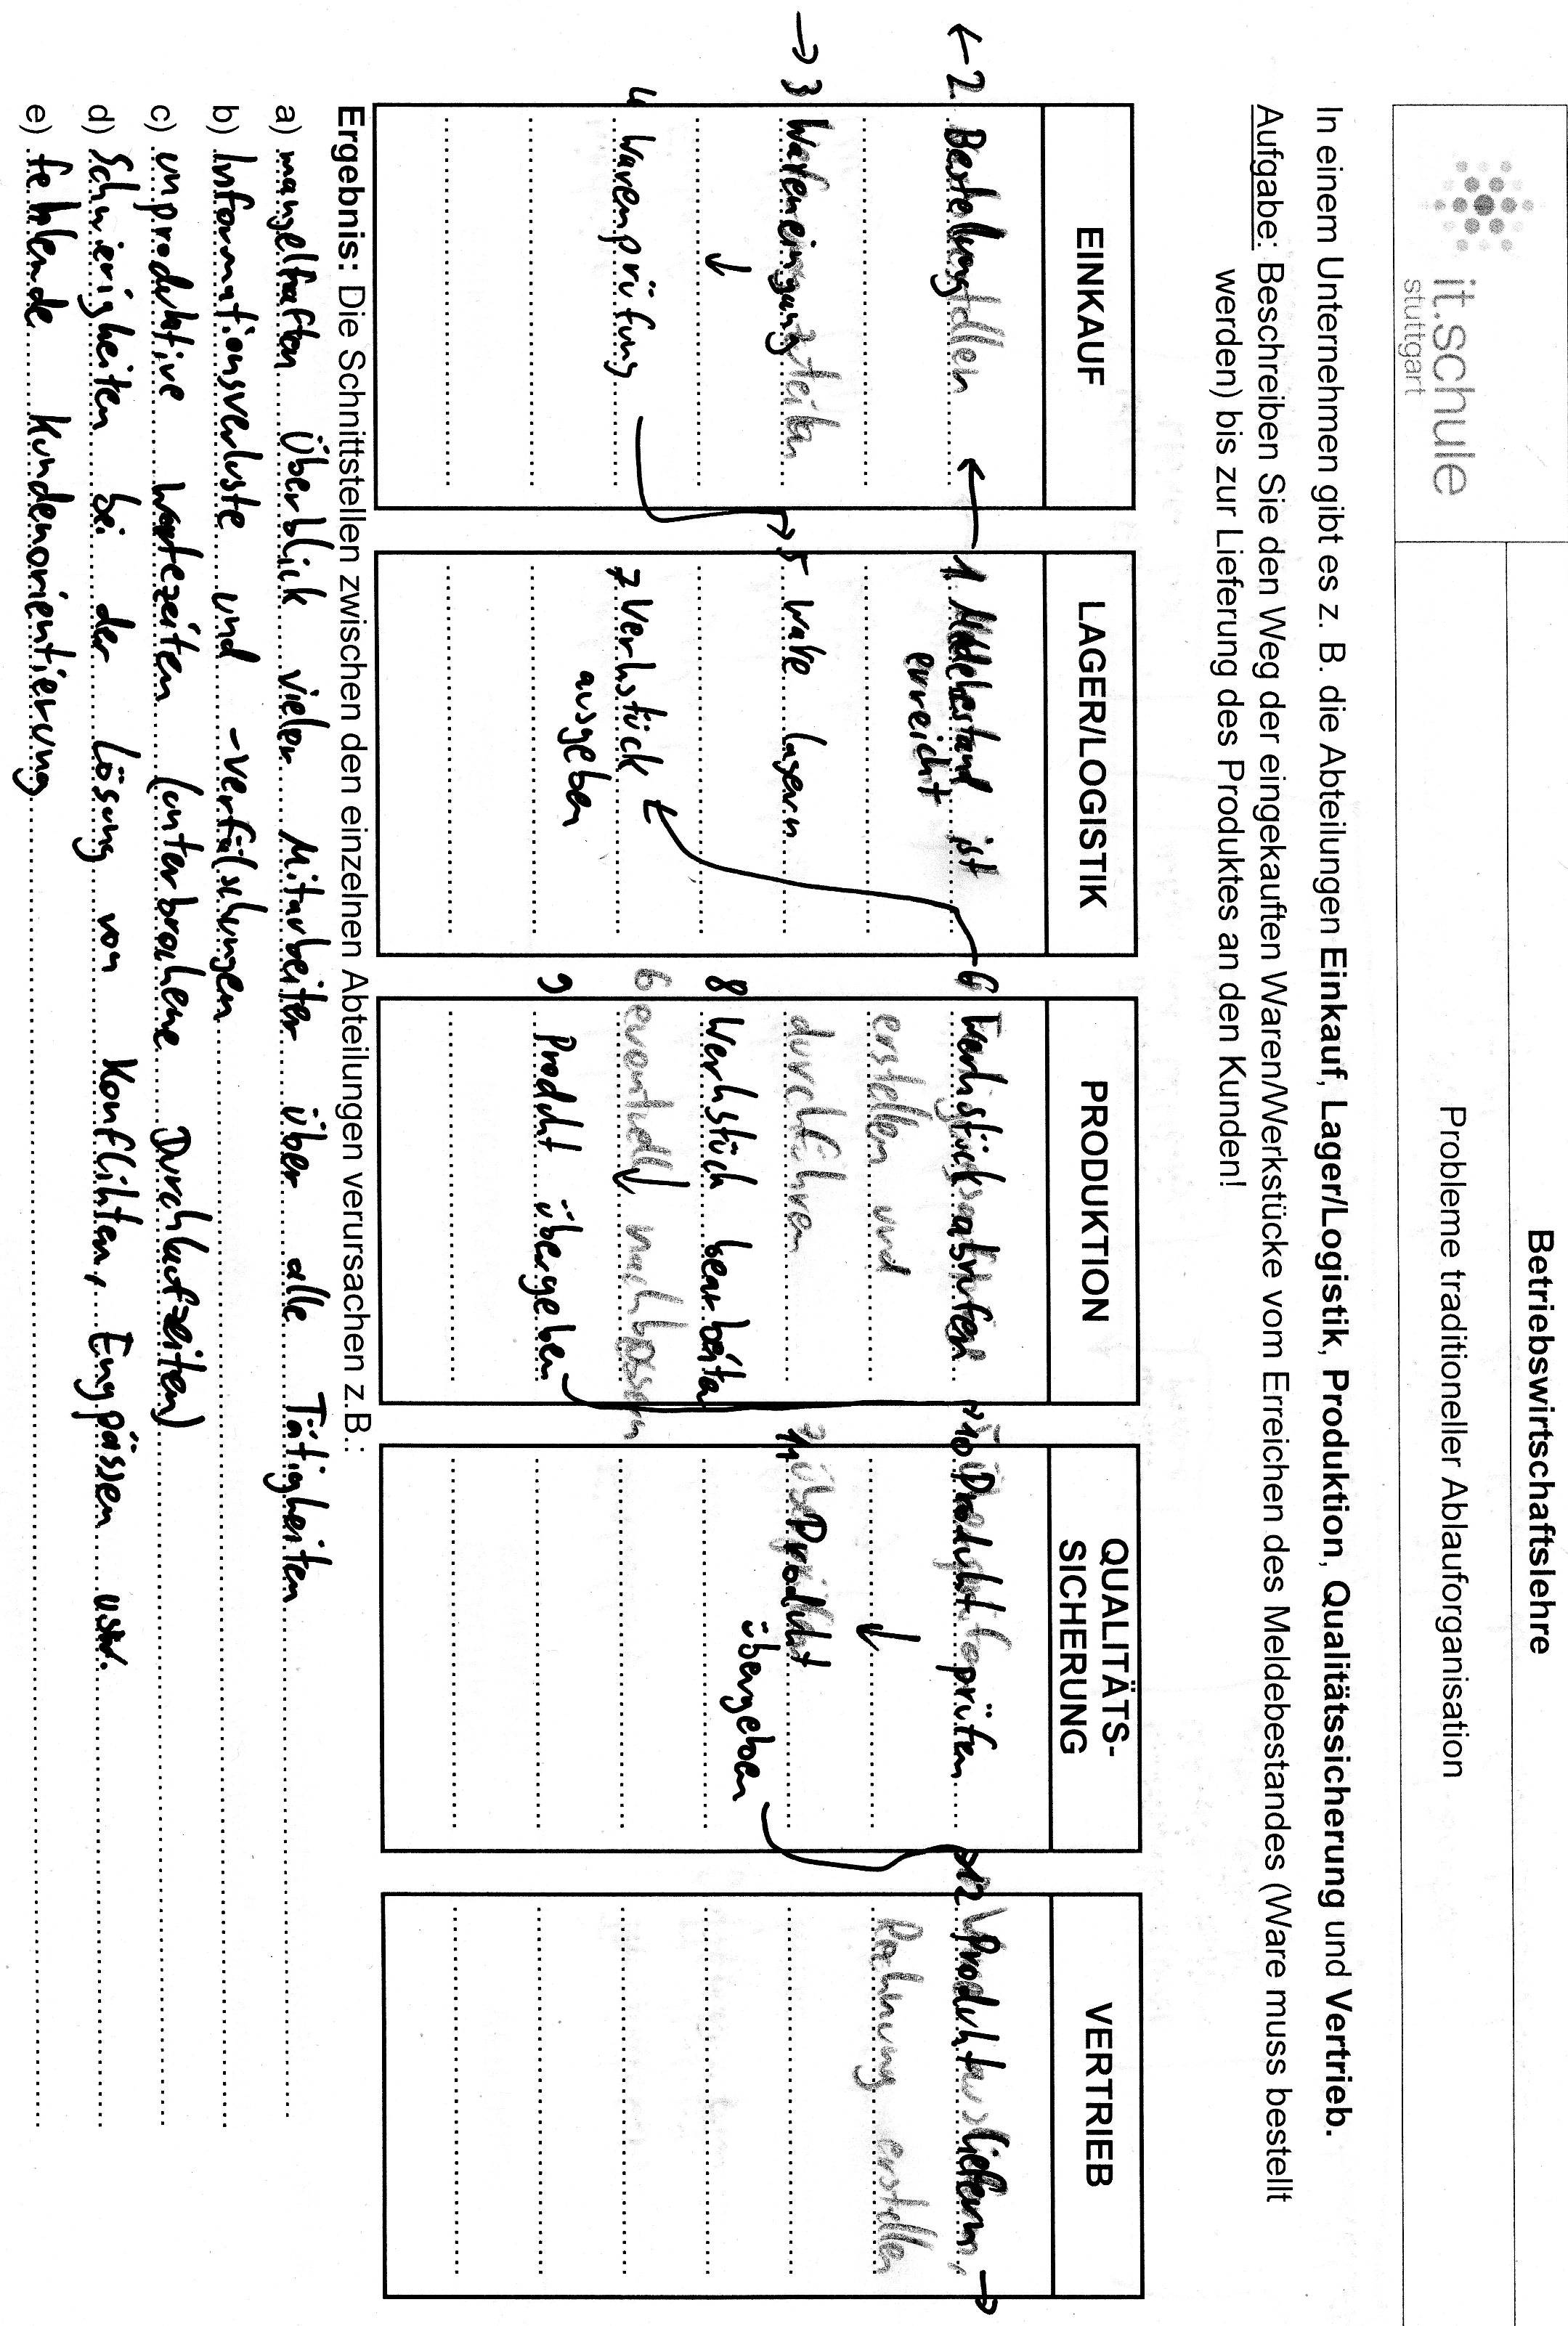 it.schule
stuttgart
Betriebswirtschaftslehre
Probleme traditioneller Ablauforganisation
In einem Unternehmen gibt es z. B. die Abteilungen Einkauf, Lager/Logistik, Produktion, Qualitätssicherung und Vertrieb.
Aufgabe: Beschreiben Sie den Weg der eingekauften Waren/Werkstücke vom Erreichen des Meldebestandes (Ware muss bestellt
werden) bis zur Lieferung des Produktes an den Kunden!
EINKAUF
← 2. Bestellung
→ 3 Wareneingang
4 Warenprüfung
LAGER/LOGISTIK
1. Meldebestand ist
erreicht
5 Ware lagern
7 Werkstück
ausgeben
PRODUKTION
6 Werkstück abrufen
erstellen und
durchführen
8 Werkstück bearbeiten
6 eventuell nachbessern
9 Produkt übergeben
QUALITÄTS-
SICHERUNG
10 Produkt prüfen
11 Produkt
übergeben
VERTRIEB
12 Produkt liefern,
Rechnung erstellen
Ergebnis: Die Schnittstellen zwischen den einzelnen Abteilungen verursachen z.B.:
a) mangelhaften Überblick vieler Mitarbeiter über alle Tätigkeiten
b) Informationsverluste und -verfälschungen
c) unproduktive Wartezeiten (unterbrochene Durchlaufzeiten)
d) Schwierigkeiten bei der Lösung von Konflikten, Engpässen usw.
e) fehlende Kundenorientierung